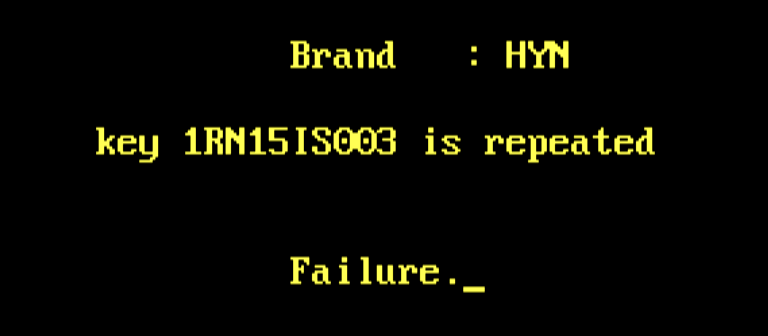 Brand : HYN
key 1RN15IS003 is repeated
Failure._